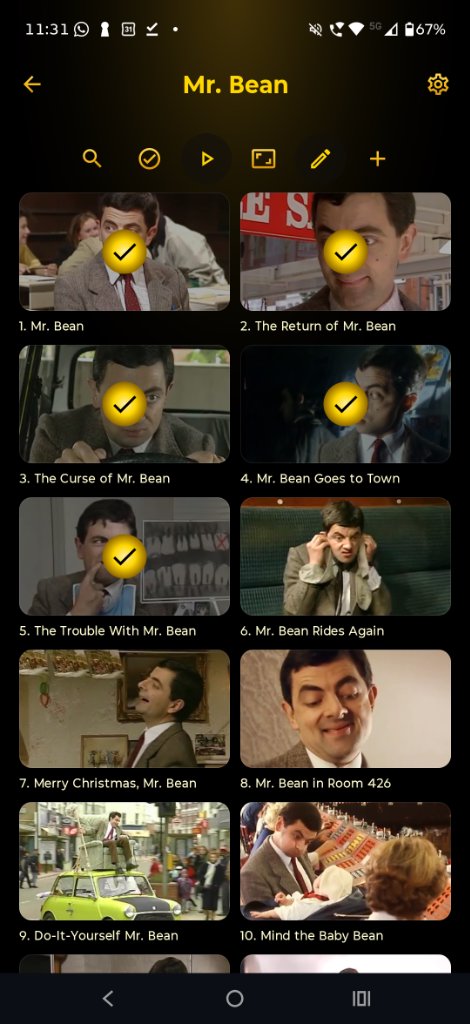 11:31
31
5G
67%
Mr. Bean
E S
1. Mr. Bean
2. The Return of Mr. Bean
3. The Curse of Mr. Bean
4. Mr. Bean Goes to Town
5. The Trouble With Mr. Bean
6. Mr. Bean Rides Again
7. Merry Christmas, Mr. Bean
8. Mr. Bean in Room 426
9. Do-It-Yourself Mr. Bean
10. Mind the Baby Bean